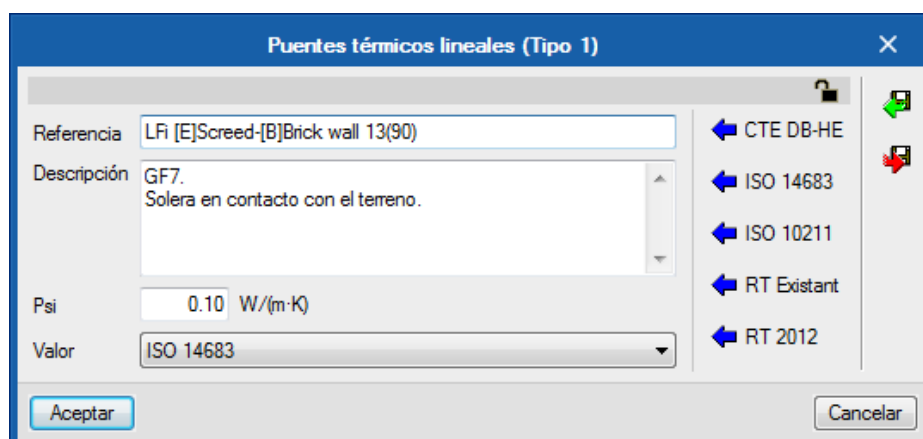 Puentes térmicos lineales (Tipo 1)
Referencia LFi [E]Screed-[B]Brick wall 13(90)
Descripción GF7.
Solera en contacto con el terreno.
Psi 0.10 W/(m·K)
Valor ISO 14683
CTE DB-HE
ISO 14683
ISO 10211
RT Existant
RT 2012
Aceptar
Cancelar